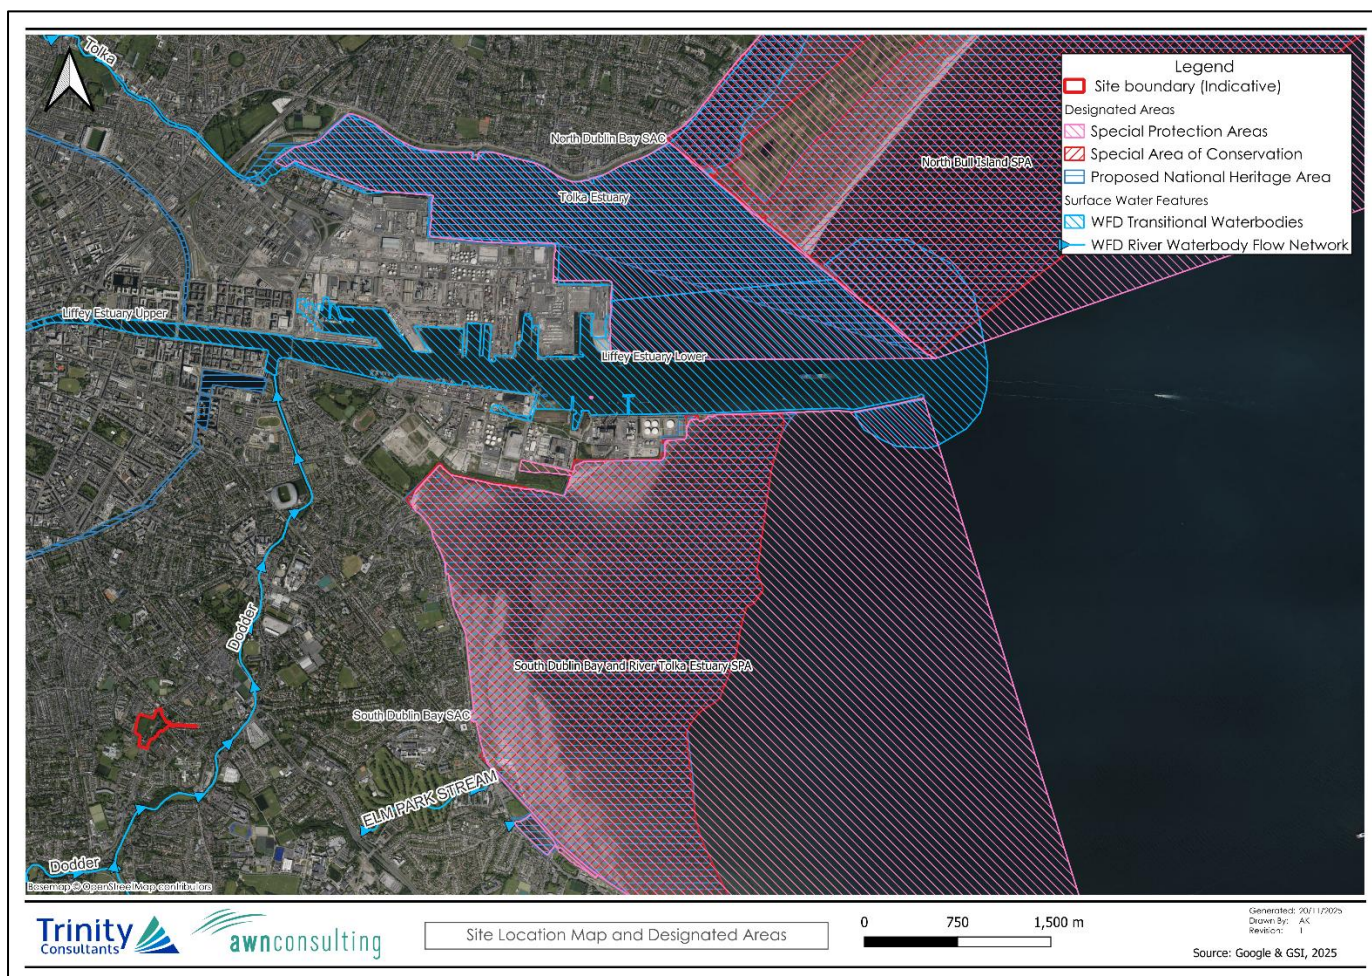 Tolka
North Dublin Bay SAC
North Bull Island SPA
Tolka Estuary
Liffey Estuary Upper
Liffey Estuary Lower
Dodder
South Dublin Bay and River Tolka Estuary SPA
South Dublin Bay SAC
ELM PARK STREAM
Dodder
Basemap © OpenStreetMap contributors
Legend
Site boundary (Indicative)
Designated Areas
Special Protection Areas
Special Area of Conservation
Proposed National Heritage Area
Surface Water Features
WFD Transitional Waterbodies
WFD River Waterbody Flow Network
Trinity
Consultants
awnconsulting
Site Location Map and Designated Areas
0 750 1,500 m
Generated: 20/11/2025
Drawn By: AK
Revision: 1
Source: Google & GSI, 2025